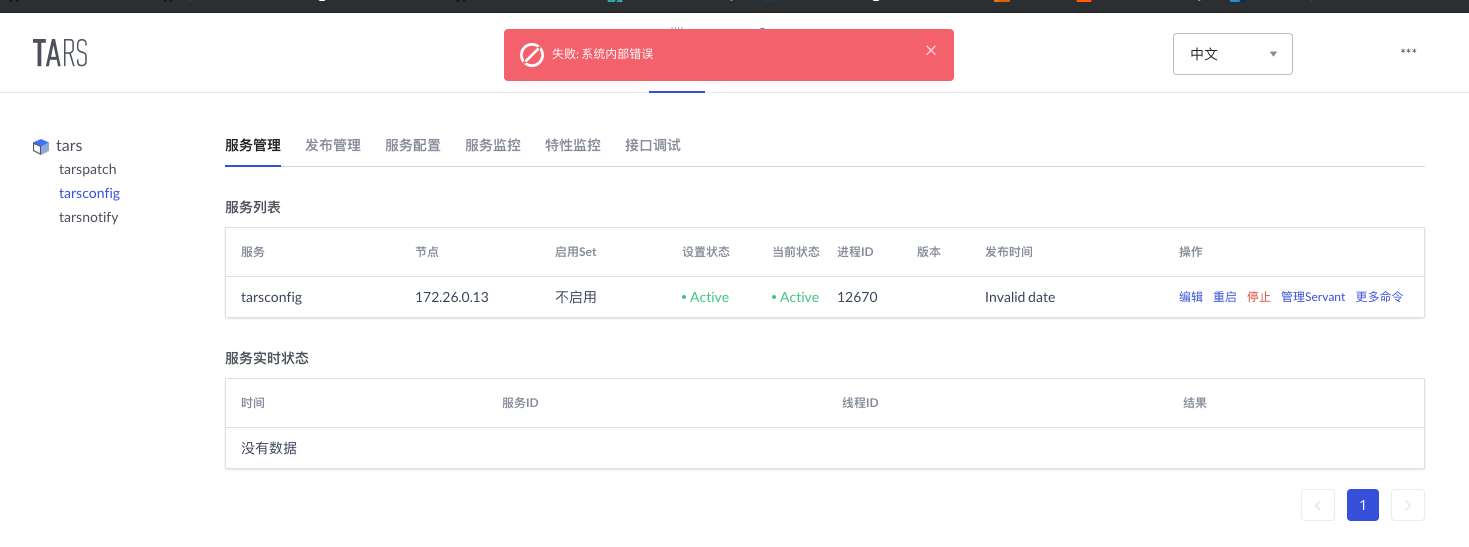 失败: 系统内部错误
TARS
中文
***
tars
tarspatch
tarsconfig
tarsnotify
服务管理 发布管理 服务配置 服务监控 特性监控 接口调试
服务列表
服务 节点 启用Set 设置状态 当前状态 进程ID 版本 发布时间 操作
tarsconfig 172.26.0.13 不启用 Active Active 12670 Invalid date 编辑 重启 停止 管理Servant 更多命令
服务实时状态
时间 服务ID 线程ID 结果
没有数据
1